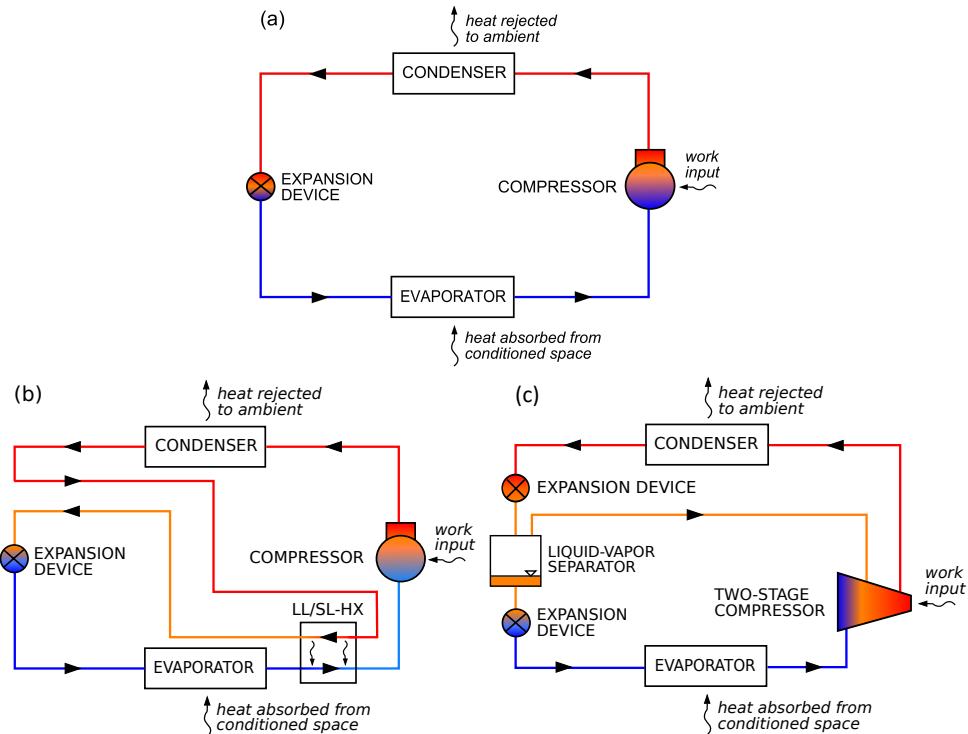 (a)
heat rejected
to ambient
CONDENSER
EXPANSION
DEVICE
COMPRESSOR
work
input
EVAPORATOR
heat absorbed from
conditioned space
(b)
heat rejected
to ambient
CONDENSER
EXPANSION
DEVICE
COMPRESSOR
work
input
LL/SL-HX
EVAPORATOR
heat absorbed from
conditioned space
(c)
heat rejected
to ambient
CONDENSER
EXPANSION DEVICE
LIQUID-VAPOR
SEPARATOR
TWO-STAGE
COMPRESSOR
work
input
EXPANSION
DEVICE
EVAPORATOR
heat absorbed from
conditioned space